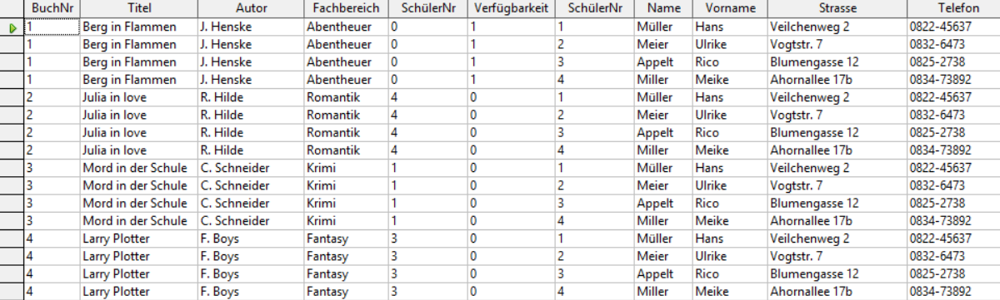 BuchNr Titel Autor Fachbereich SchülerNr Verfügbarkeit SchülerNr Name Vorname Strasse Telefon
1 Berg in Flammen J. Henske Abentheuer 0 1 1 Müller Hans Veilchenweg 2 0822-45637
1 Berg in Flammen J. Henske Abentheuer 0 1 2 Meier Ulrike Vogtstr. 7 0832-6473
1 Berg in Flammen J. Henske Abentheuer 0 1 3 Appelt Rico Blumengasse 12 0825-2738
1 Berg in Flammen J. Henske Abentheuer 0 1 4 Miller Meike Ahornallee 17b 0834-73892
2 Julia in love R. Hilde Romantik 4 0 1 Müller Hans Veilchenweg 2 0822-45637
2 Julia in love R. Hilde Romantik 4 0 2 Meier Ulrike Vogtstr. 7 0832-6473
2 Julia in love R. Hilde Romantik 4 0 3 Appelt Rico Blumengasse 12 0825-2738
2 Julia in love R. Hilde Romantik 4 0 4 Miller Meike Ahornallee 17b 0834-73892
3 Mord in der Schule C. Schneider Krimi 1 0 1 Müller Hans Veilchenweg 2 0822-45637
3 Mord in der Schule C. Schneider Krimi 1 0 2 Meier Ulrike Vogtstr. 7 0832-6473
3 Mord in der Schule C. Schneider Krimi 1 0 3 Appelt Rico Blumengasse 12 0825-2738
3 Mord in der Schule C. Schneider Krimi 1 0 4 Miller Meike Ahornallee 17b 0834-73892
4 Larry Plotter F. Boys Fantasy 3 0 1 Müller Hans Veilchenweg 2 0822-45637
4 Larry Plotter F. Boys Fantasy 3 0 2 Meier Ulrike Vogtstr. 7 0832-6473
4 Larry Plotter F. Boys Fantasy 3 0 3 Appelt Rico Blumengasse 12 0825-2738
4 Larry Plotter F. Boys Fantasy 3 0 4 Miller Meike Ahornallee 17b 0834-73892